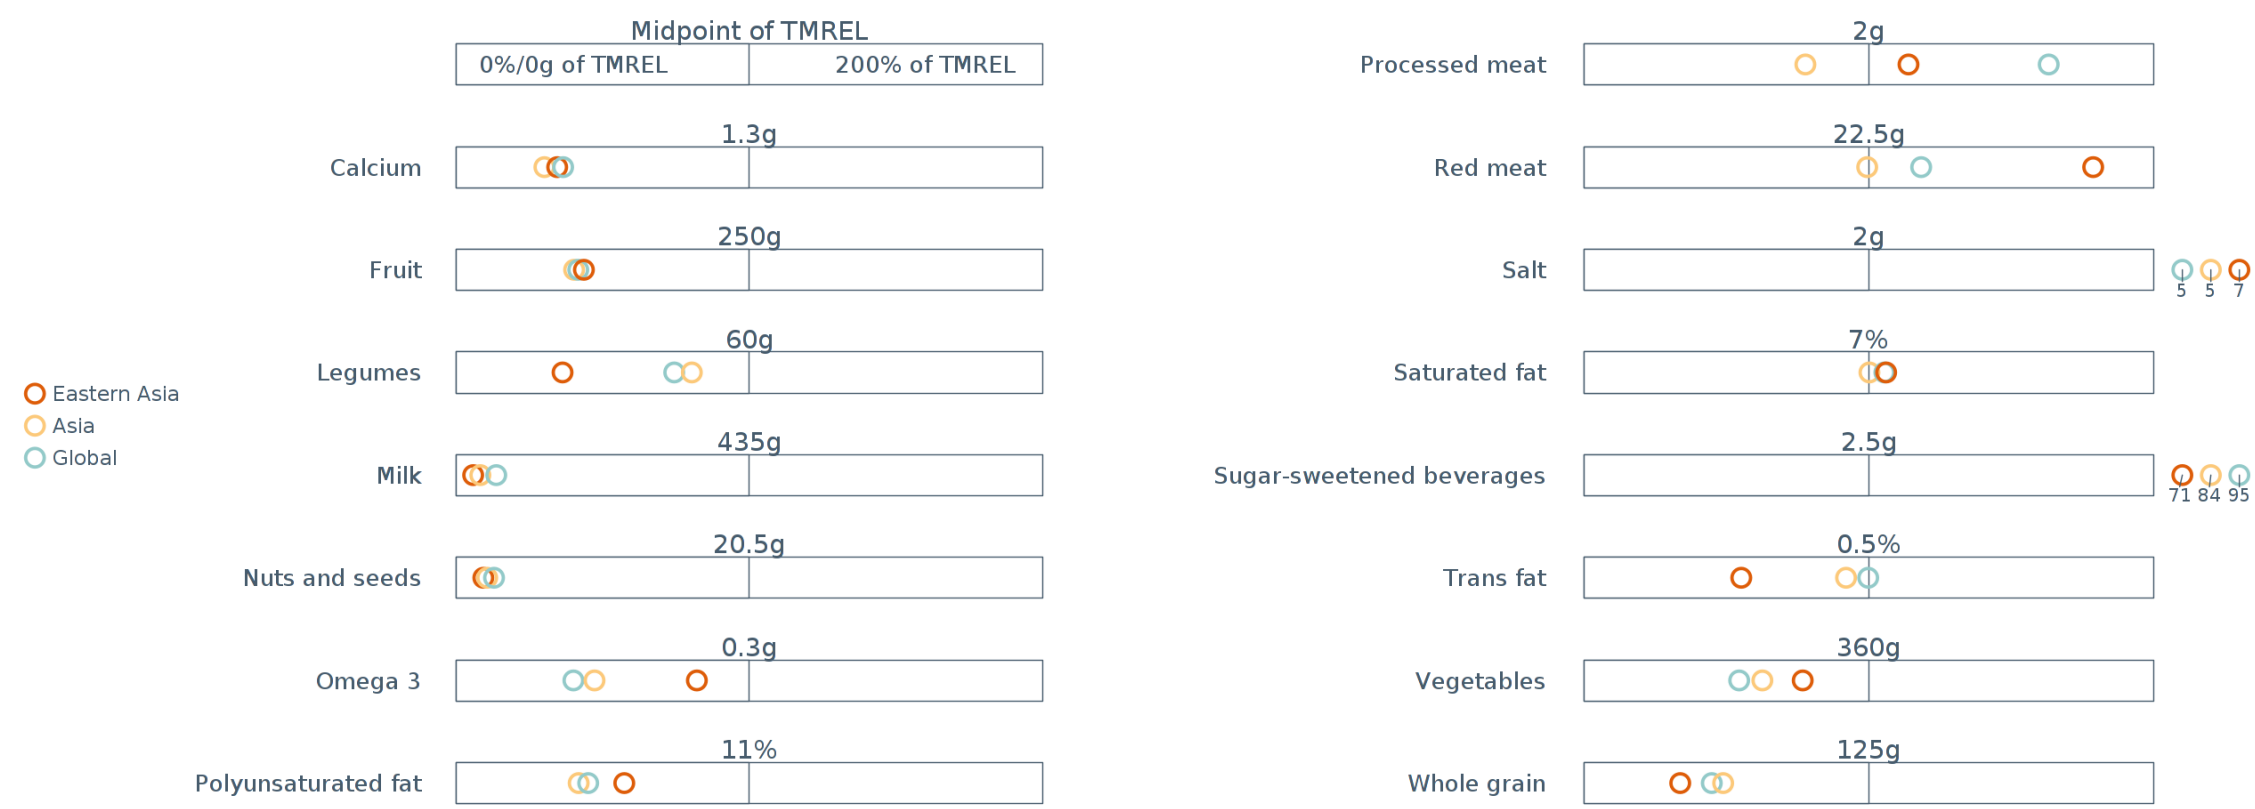 Midpoint of TMREL
0%/0g of TMREL 200% of TMREL
Calcium 1.3g
Fruit 250g
Legumes 60g
Milk 435g
Nuts and seeds 20.5g
Omega 3 0.3g
Polyunsaturated fat 11%
Eastern Asia
Asia
Global
Processed meat 2g
Red meat 22.5g
Salt 2g
5 5 7
Saturated fat 7%
Sugar-sweetened beverages 2.5g
71 84 95
Trans fat 0.5%
Vegetables 360g
Whole grain 125g